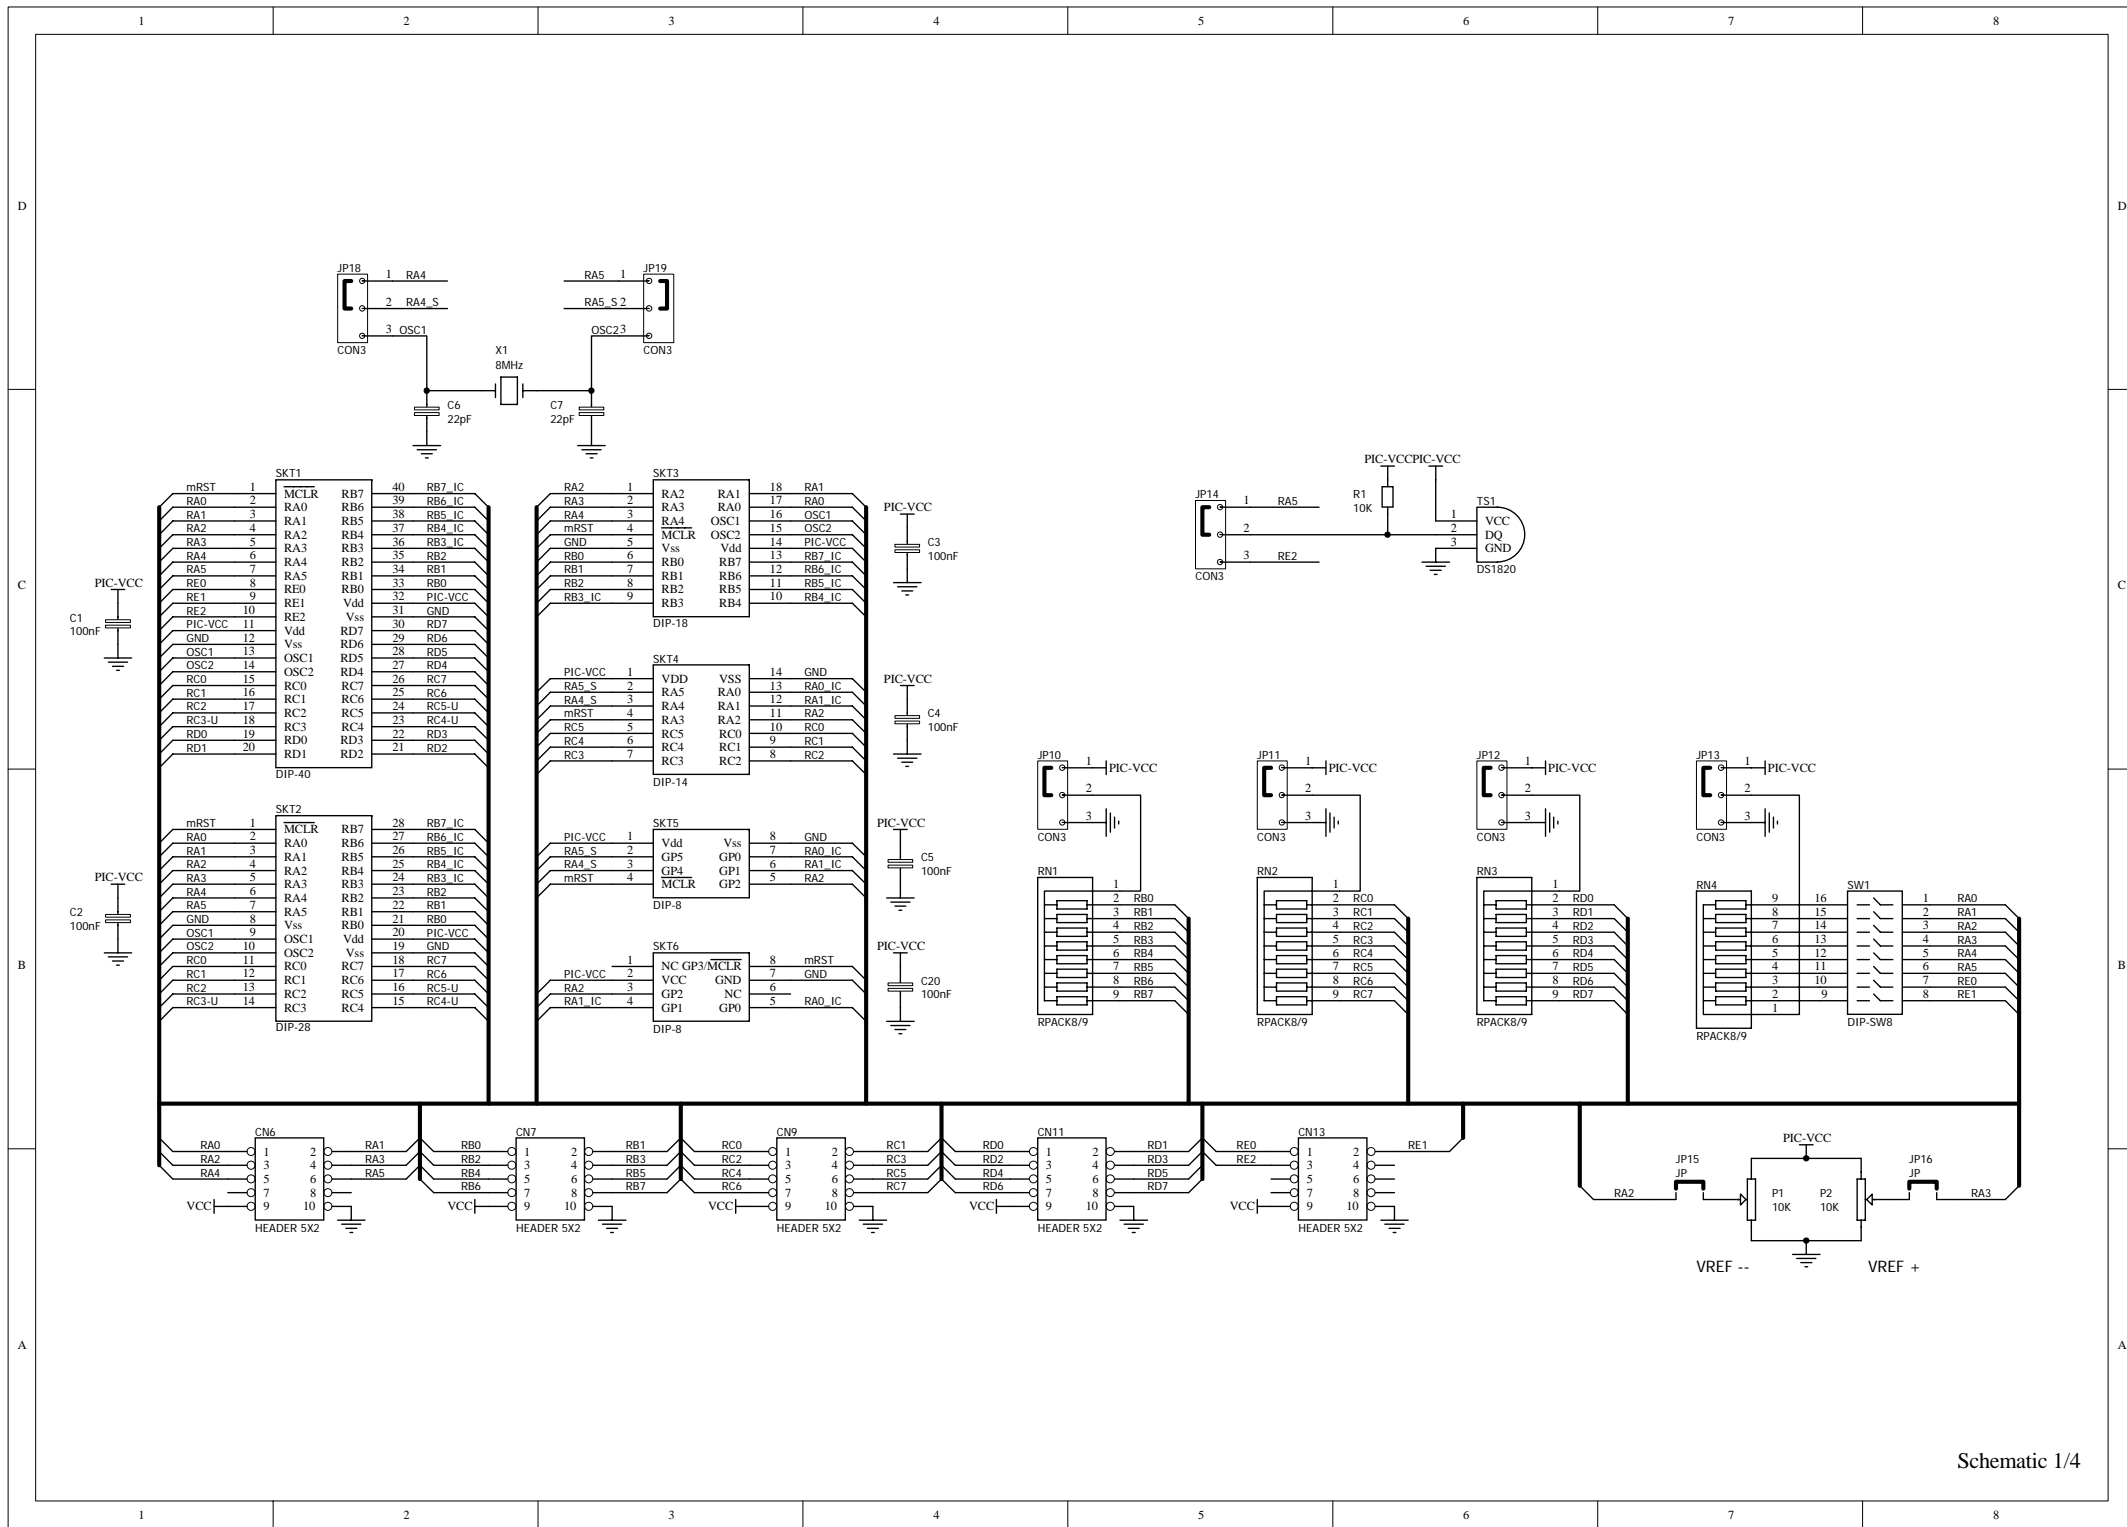 1 2 3 4 5 6 7 8
D D
JP18
1 RA4
2 RA4_S
3 OSC1
CON3
JP19
RA5 1
RA5_S 2
OSC2 3
CON3
X1
8MHz
C6
22pF
C7
22pF
C C
PIC-VCC
C1
100nF
SKT1
mRST 1 MCLR RB7 40 RB7_IC
RA0 2 RA0 RB6 39 RB6_IC
RA1 3 RA1 RB5 38 RB5_IC
RA2 4 RA2 RB4 37 RB4_IC
RA3 5 RA3 RB3 36 RB3_IC
RA4 6 RA4 RB2 35 RB2
RA5 7 RA5 RB1 34 RB1
RE0 8 RE0 RB0 33 RB0
RE1 9 RE1 Vdd 32 PIC-VCC
RE2 10 RE2 Vss 31 GND
PIC-VCC 11 Vdd RD7 30 RD7
GND 12 Vss RD6 29 RD6
OSC1 13 OSC1 RD5 28 RD5
OSC2 14 OSC2 RD4 27 RD4
RC0 15 RC0 RC7 26 RC7
RC1 16 RC1 RC6 25 RC6
RC2 17 RC2 RC5 24 RC5-U
RC3-U 18 RC3 RC4 23 RC4-U
RD0 19 RD0 RD3 22 RD3
RD1 20 RD1 RD2 21 RD2
DIP-40
SKT3
RA2 1 RA2 RA1 18 RA1
RA3 2 RA3 RA0 17 RA0
RA4 3 RA4 OSC1 16 OSC1
mRST 4 MCLR OSC2 15 OSC2
GND 5 Vss Vdd 14 PIC-VCC
RB0 6 RB0 RB7 13 RB7_IC
RB1 7 RB1 RB6 12 RB6_IC
RB2 8 RB2 RB5 11 RB5_IC
RB3_IC 9 RB3 RB4 10 RB4_IC
DIP-18
PIC-VCC
C3
100nF
SKT4
PIC-VCC 1 VDD VSS 14 GND
RA5_S 2 RA5 RA0 13 RA0_IC
RA4_S 3 RA4 RA1 12 RA1_IC
mRST 4 RA3 RA2 11 RA2
RC5 5 RC5 RC0 10 RC0
RC4 6 RC4 RC1 9 RC1
RC3 7 RC3 RC2 8 RC2
DIP-14
PIC-VCC
C4
100nF
JP14
1 RA5
2
3 RE2
CON3
PIC-VCC PIC-VCC
R1
10K
TS1
1 VCC
2 DQ
3 GND
DS1820
B B
PIC-VCC
C2
100nF
SKT2
mRST 1 MCLR RB7 28 RB7_IC
RA0 2 RA0 RB6 27 RB6_IC
RA1 3 RA1 RB5 26 RB5_IC
RA2 4 RA2 RB4 25 RB4_IC
RA3 5 RA3 RB3 24 RB3_IC
RA4 6 RA4 RB2 23 RB2
RA5 7 RA5 RB1 22 RB1
GND 8 Vss RB0 21 RB0
OSC1 9 OSC1 Vdd 20 PIC-VCC
OSC2 10 OSC2 Vss 19 GND
RC0 11 RC0 RC7 18 RC7
RC1 12 RC1 RC6 17 RC6
RC2 13 RC2 RC5 16 RC5-U
RC3-U 14 RC3 RC4 15 RC4-U
DIP-28
SKT5
PIC-VCC 1 Vdd Vss 8 GND
RA5_S 2 GP5 GP0 7 RA0_IC
RA4_S 3 GP4 GP1 6 RA1_IC
mRST 4 MCLR GP2 5 RA2
DIP-8
PIC-VCC
C5
100nF
SKT6
1 NC GP3/MCLR 8 mRST
PIC-VCC 2 VCC GND 7 GND
RA2 3 GP2 NC 6
RA1_IC 4 GP1 GP0 5 RA0_IC
DIP-8
PIC-VCC
C20
100nF
JP10
1 PIC-VCC
2
3
CON3
JP11
1 PIC-VCC
2
3
CON3
JP12
1 PIC-VCC
2
3
CON3
JP13
1 PIC-VCC
2
3
CON3
RN1
1
2 RB0
3 RB1
4 RB2
5 RB3
6 RB4
7 RB5
8 RB6
9 RB7
RPACK8/9
RN2
1
2 RC0
3 RC1
4 RC2
5 RC3
6 RC4
7 RC5
8 RC6
9 RC7
RPACK8/9
RN3
1
2 RD0
3 RD1
4 RD2
5 RD3
6 RD4
7 RD5
8 RD6
9 RD7
RPACK8/9
RN4 SW1
9 16 1 RA0
8 15 2 RA1
7 14 3 RA2
6 13 4 RA3
5 12 5 RA4
4 11 6 RA5
3 10 7 RE0
2 9 8 RE1
1
RPACK8/9 DIP-SW8
CN6
RA0 1 2 RA1
RA2 3 4 RA3
RA4 5 6 RA5
7 8
VCC 9 10
HEADER 5X2
CN7
RB0 1 2 RB1
RB2 3 4 RB3
RB4 5 6 RB5
RB6 7 8 RB7
VCC 9 10
HEADER 5X2
CN9
RC0 1 2 RC1
RC2 3 4 RC3
RC4 5 6 RC5
RC6 7 8 RC7
VCC 9 10
HEADER 5X2
CN11
RD0 1 2 RD1
RD2 3 4 RD3
RD4 5 6 RD5
RD6 7 8 RD7
VCC 9 10
HEADER 5X2
CN13
RE0 1 2 RE1
RE2 3 4
5 6
7 8
VCC 9 10
HEADER 5X2
PIC-VCC
JP15
JP
RA2
P1
10K
P2
10K
JP16
JP
RA3
VREF --
VREF +
A A
Schematic 1/4
1 2 3 4 5 6 7 8